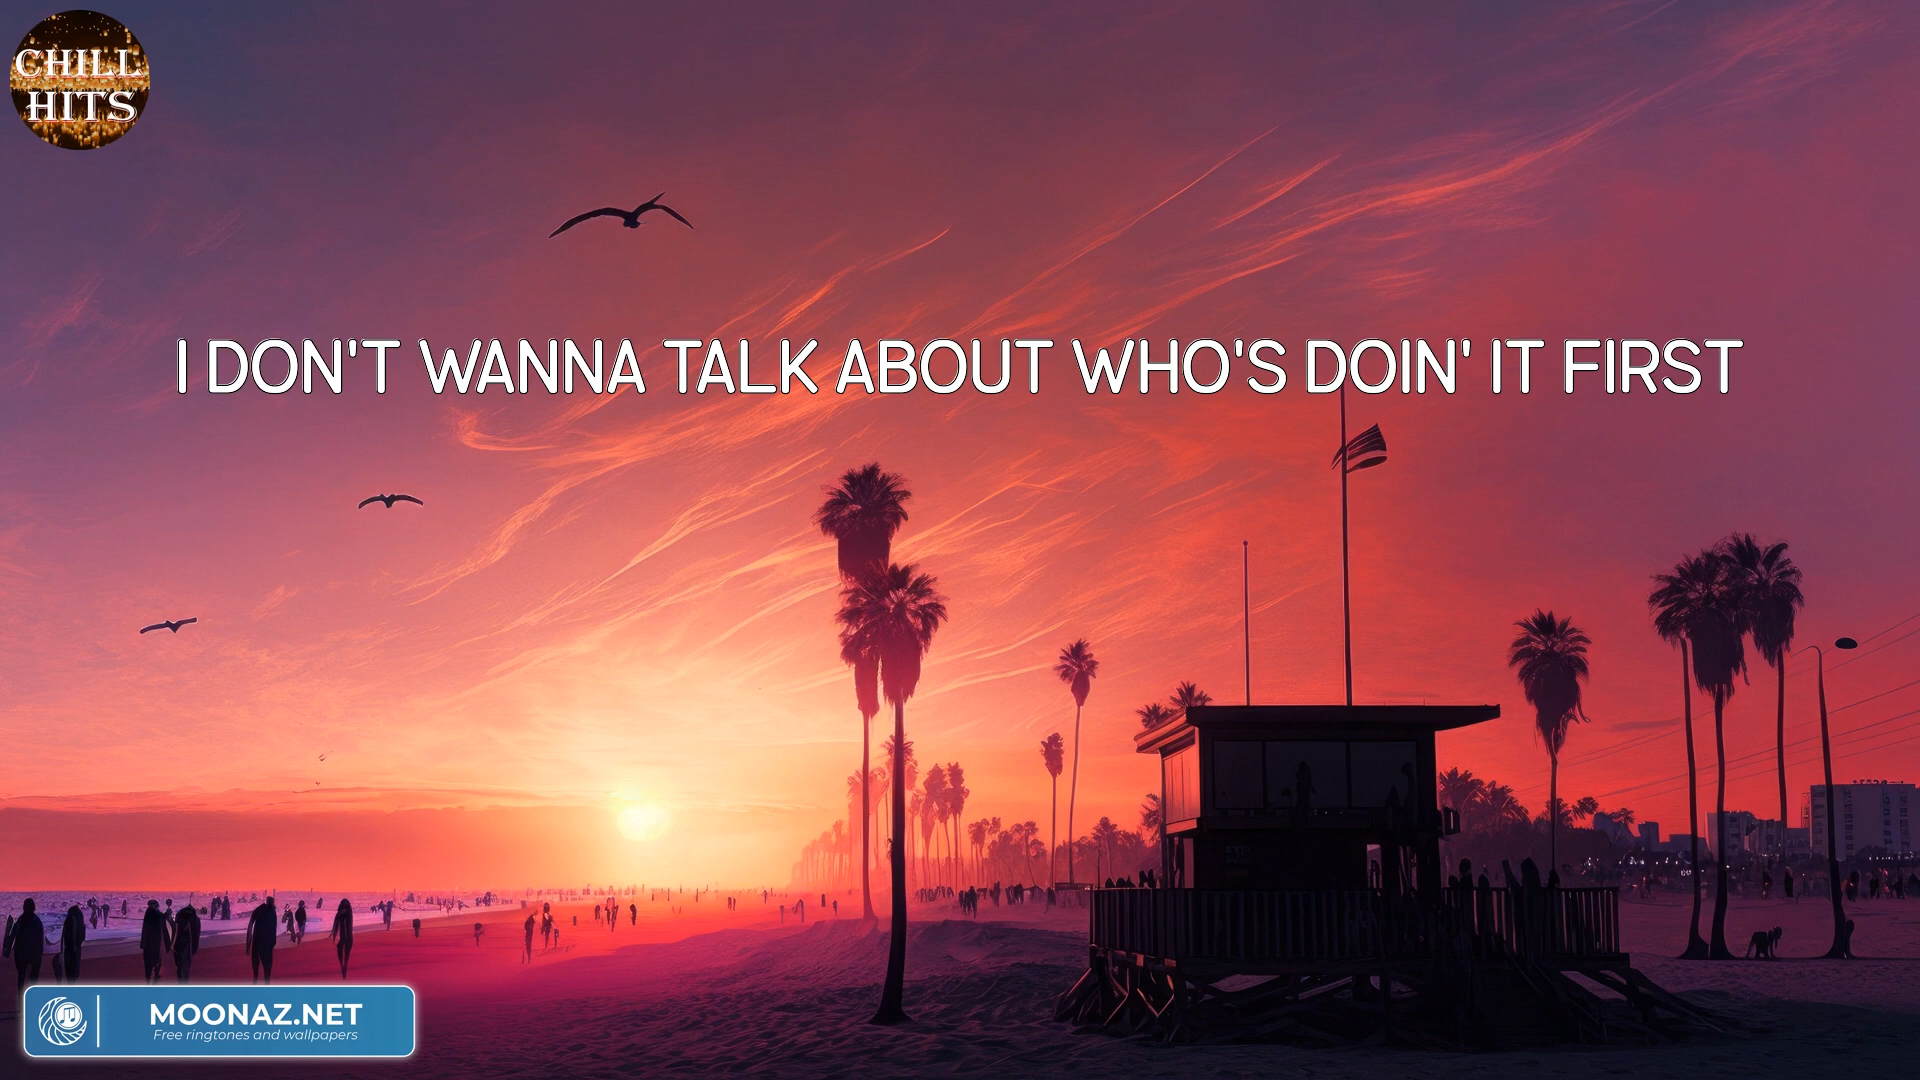 CHILL
HITS
I DON'T WANNA TALK ABOUT WHO'S DOIN' IT FIRST
MOONAZ.NET
Free ringtones and wallpapers